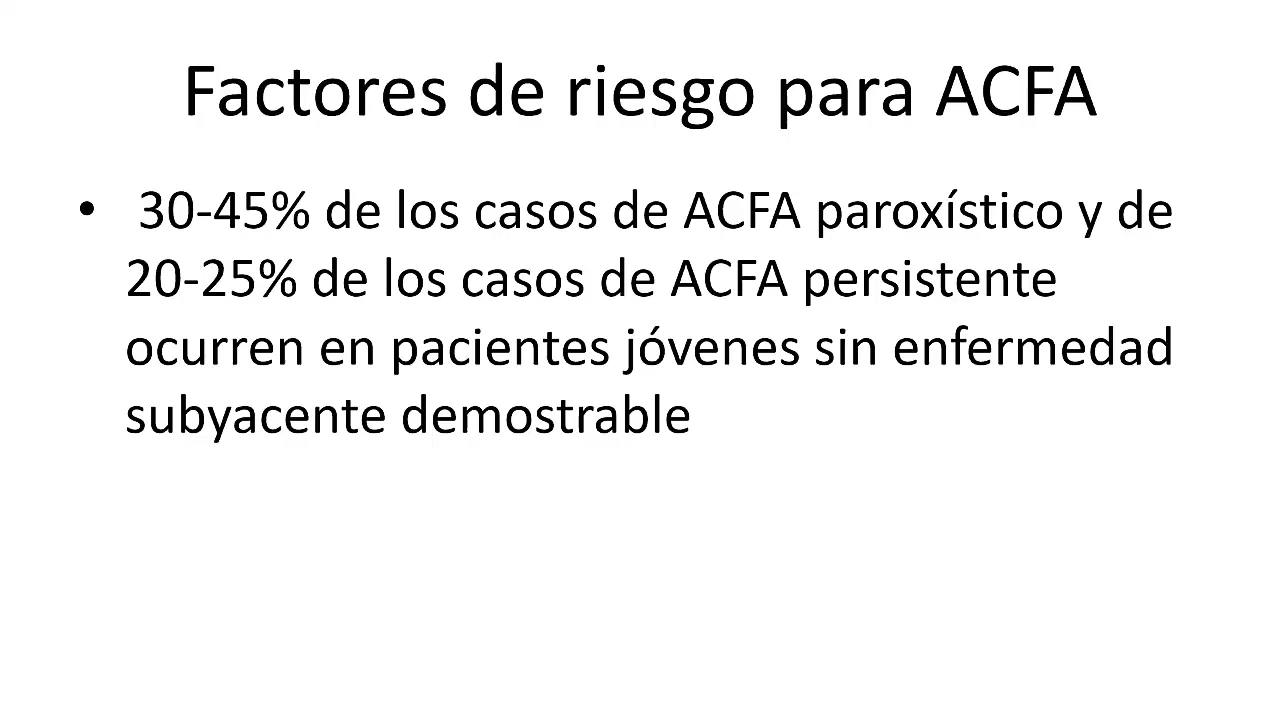 Factores de riesgo para ACFA
• 30-45% de los casos de ACFA paroxístico y de
20-25% de los casos de ACFA persistente
ocurren en pacientes jóvenes sin enfermedad
subyacente demostrable